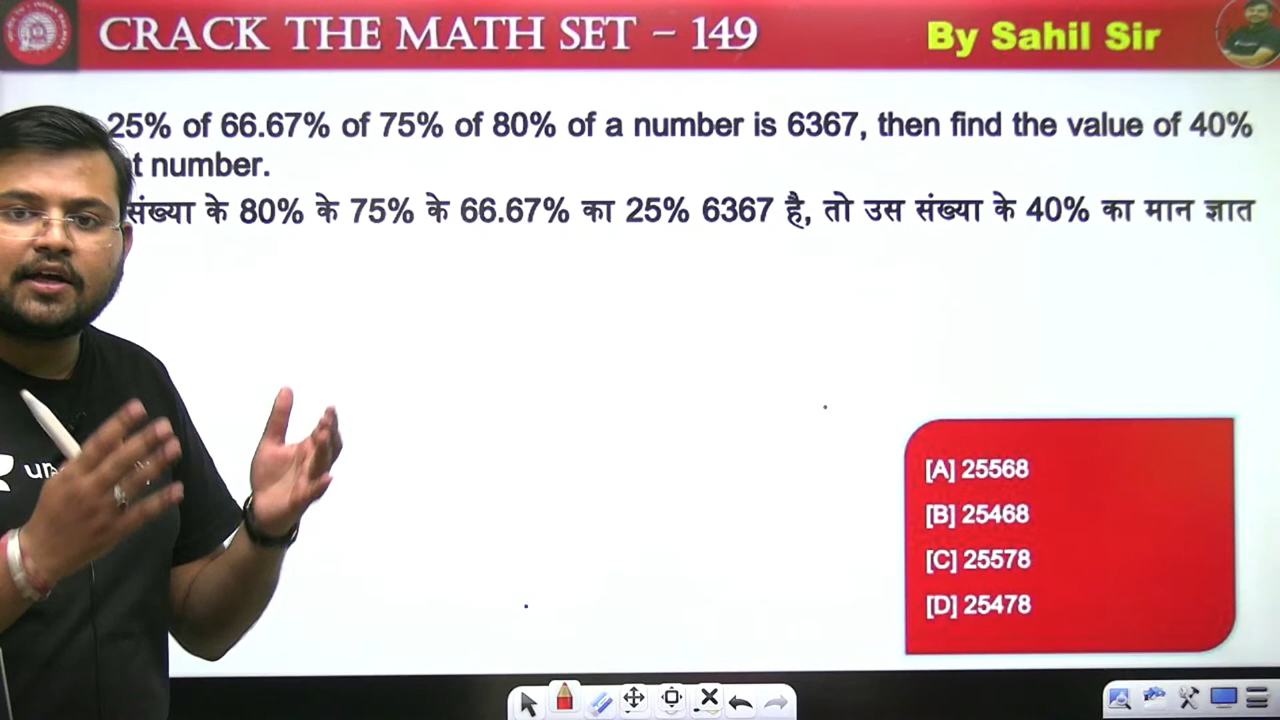 CRACK THE MATH SET – 149
By Sahil Sir
25% of 66.67% of 75% of 80% of a number is 6367, then find the value of 40%
number.
संख्या के 80% के 75% के 66.67% का 25% 6367 है, तो उस संख्या के 40% का मान ज्ञात
[A] 25568
[B] 25468
[C] 25578
[D] 25478